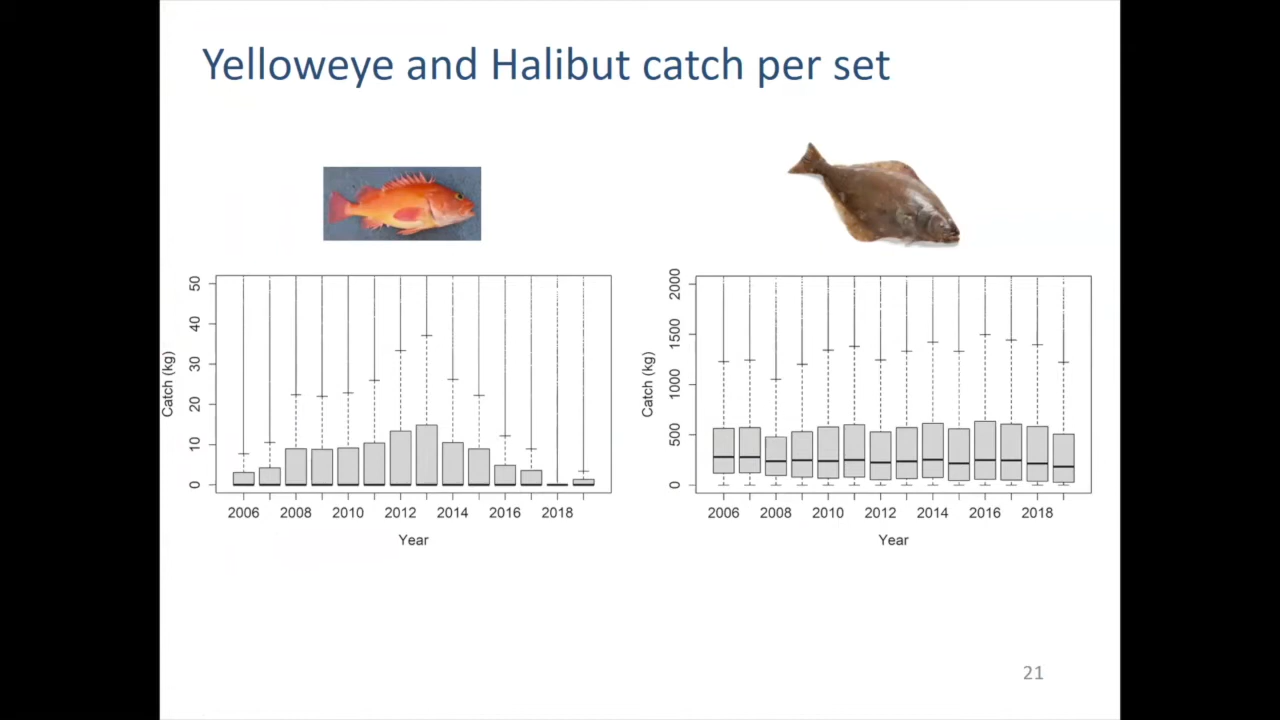 Yelloweye and Halibut catch per set
50
40
30
20
10
0
Catch (kg)
2006 2008 2010 2012 2014 2016 2018
Year
2000
1500
1000
500
0
Catch (kg)
2006 2008 2010 2012 2014 2016 2018
Year
21